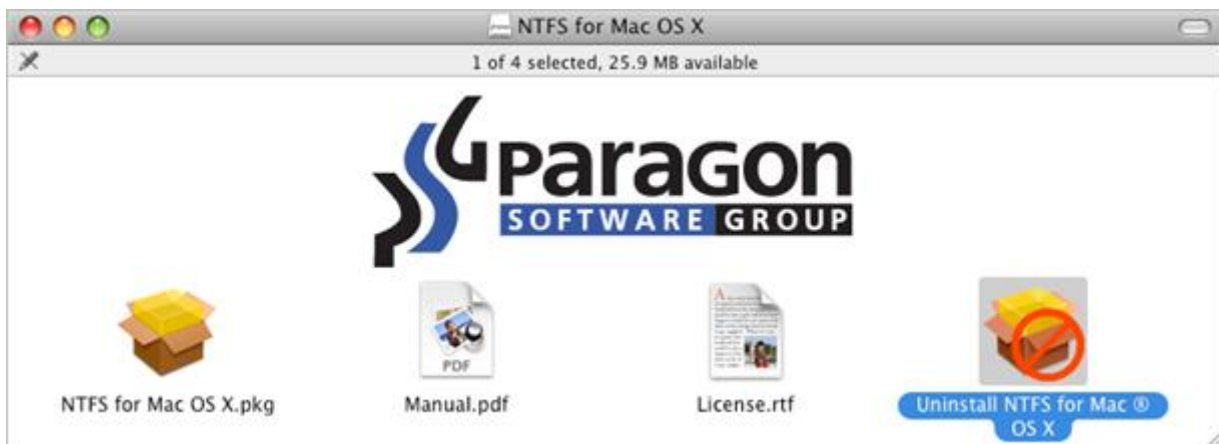 NTFS for Mac OS X
1 of 4 selected, 25.9 MB available
Paragon
SOFTWARE GROUP
PDF
NTFS for Mac OS X.pkg
Manual.pdf
License.rtf
Uninstall NTFS for Mac ®
OS X